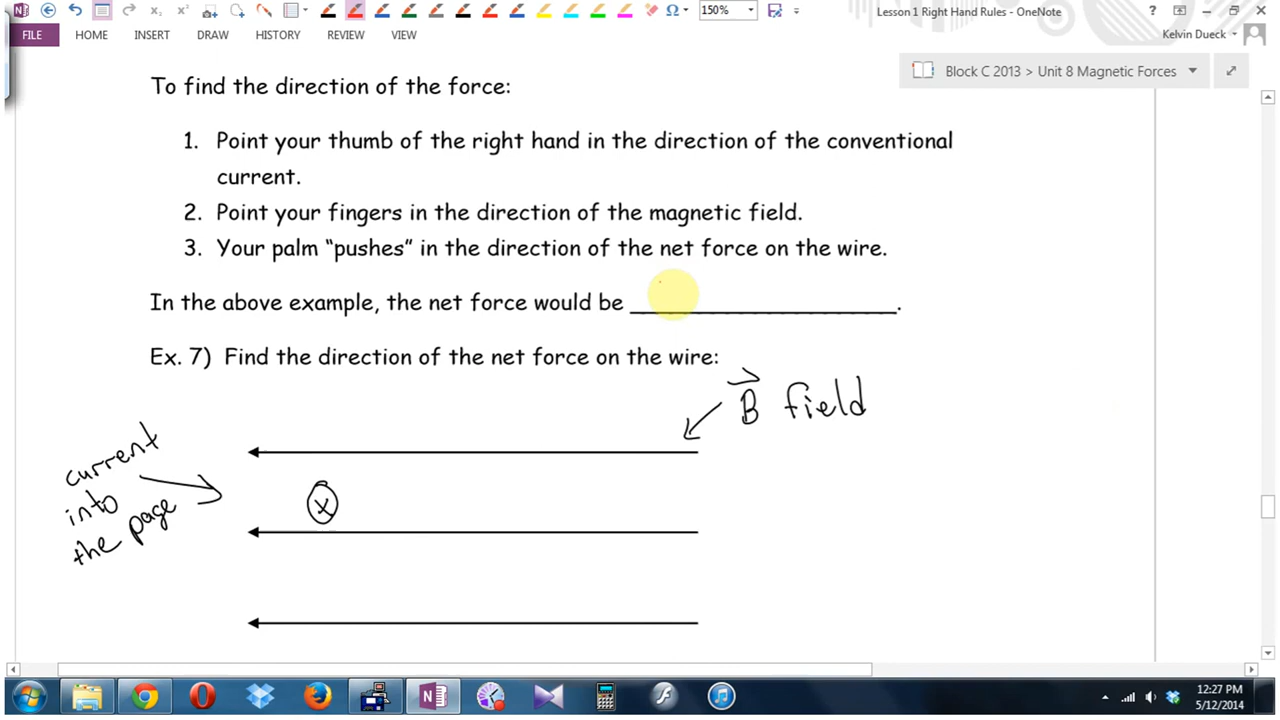 150%
Lesson 1 Right Hand Rules - OneNote
?
FILE HOME INSERT DRAW HISTORY REVIEW VIEW
Kelvin Dueck
Block C 2013 > Unit 8 Magnetic Forces
To find the direction of the force:
1. Point your thumb of the right hand in the direction of the conventional
current.
2. Point your fingers in the direction of the magnetic field.
3. Your palm “pushes” in the direction of the net force on the wire.
In the above example, the net force would be ____________________.
Ex. 7) Find the direction of the net force on the wire:
B field
current
into
the page
x
12:27 PM
5/12/2014